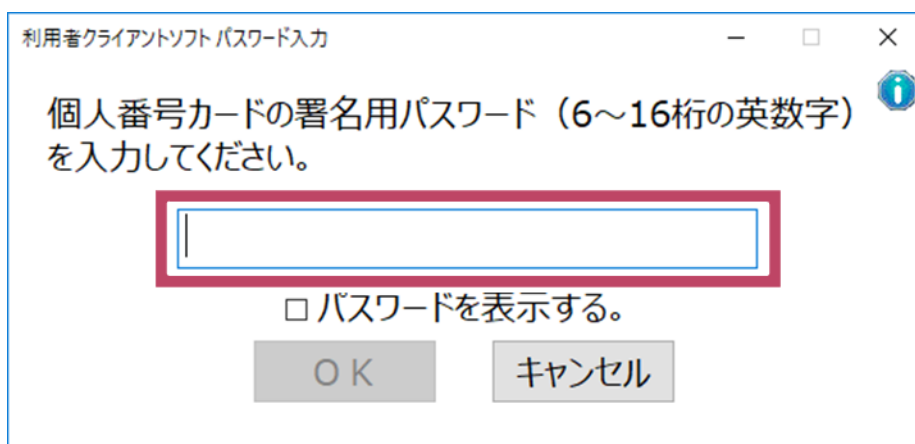 利用者クライアントソフト パスワード入力
個人番号カードの署名用パスワード（6～16桁の英数字）
を入力してください。
パスワードを表示する。
ＯＫ
キャンセル